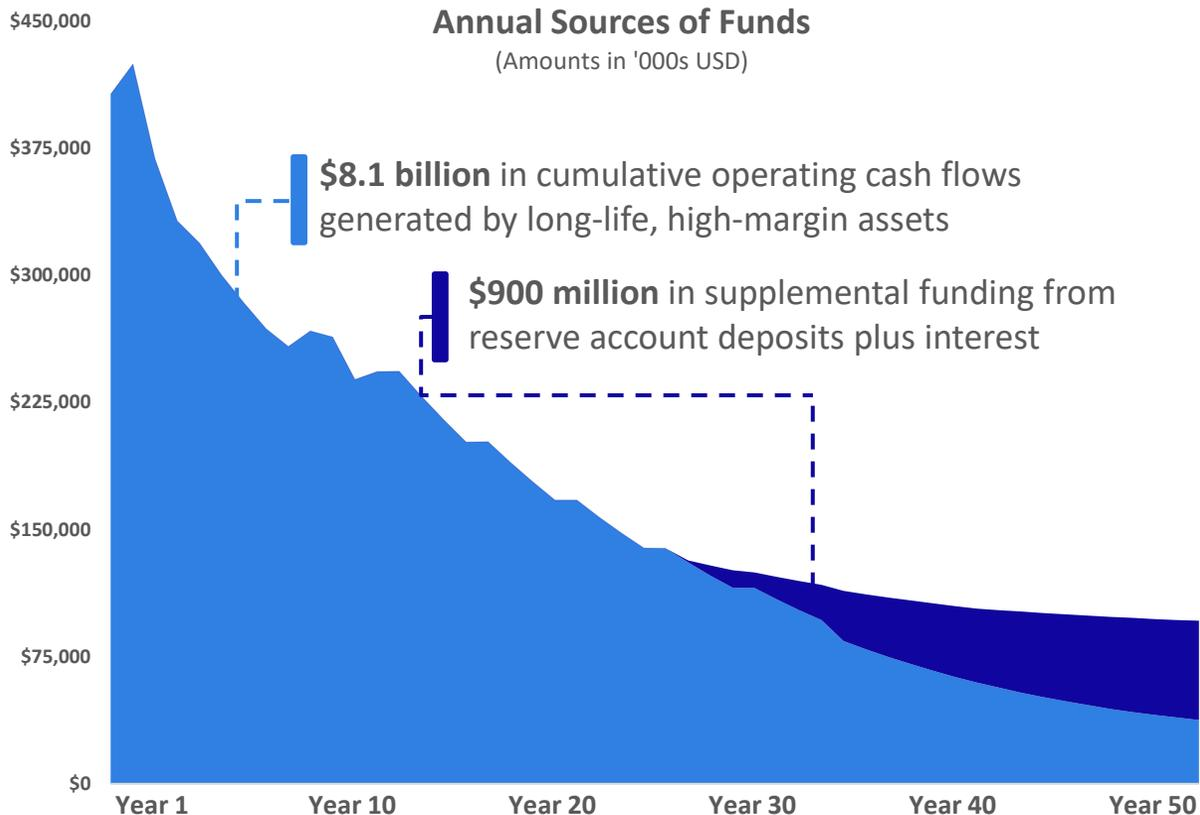 Annual Sources of Funds
(Amounts in '000s USD)
$450,000
$375,000
$300,000
$225,000
$150,000
$75,000
$0
$8.1 billion in cumulative operating cash flows
generated by long-life, high-margin assets
$900 million in supplemental funding from
reserve account deposits plus interest
Year 1
Year 10
Year 20
Year 30
Year 40
Year 50